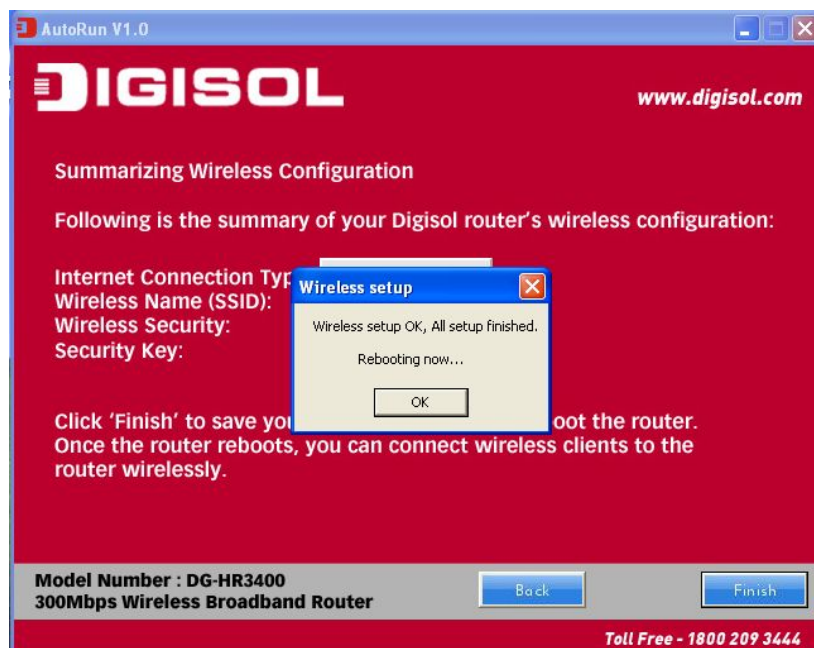 AutoRun V1.0
DIGISOL
www.digisol.com
Summarizing Wireless Configuration
Following is the summary of your Digisol router's wireless configuration:
Internet Connection Typ
Wireless Name (SSID):
Wireless Security:
Security Key:
Wireless setup
Wireless setup OK, All setup finished.
Rebooting now...
OK
Click 'Finish' to save you oot the router.
Once the router reboots, you can connect wireless clients to the
router wirelessly.
Model Number : DG-HR3400
300Mbps Wireless Broadband Router
Back
Finish
Toll Free - 1800 209 3444